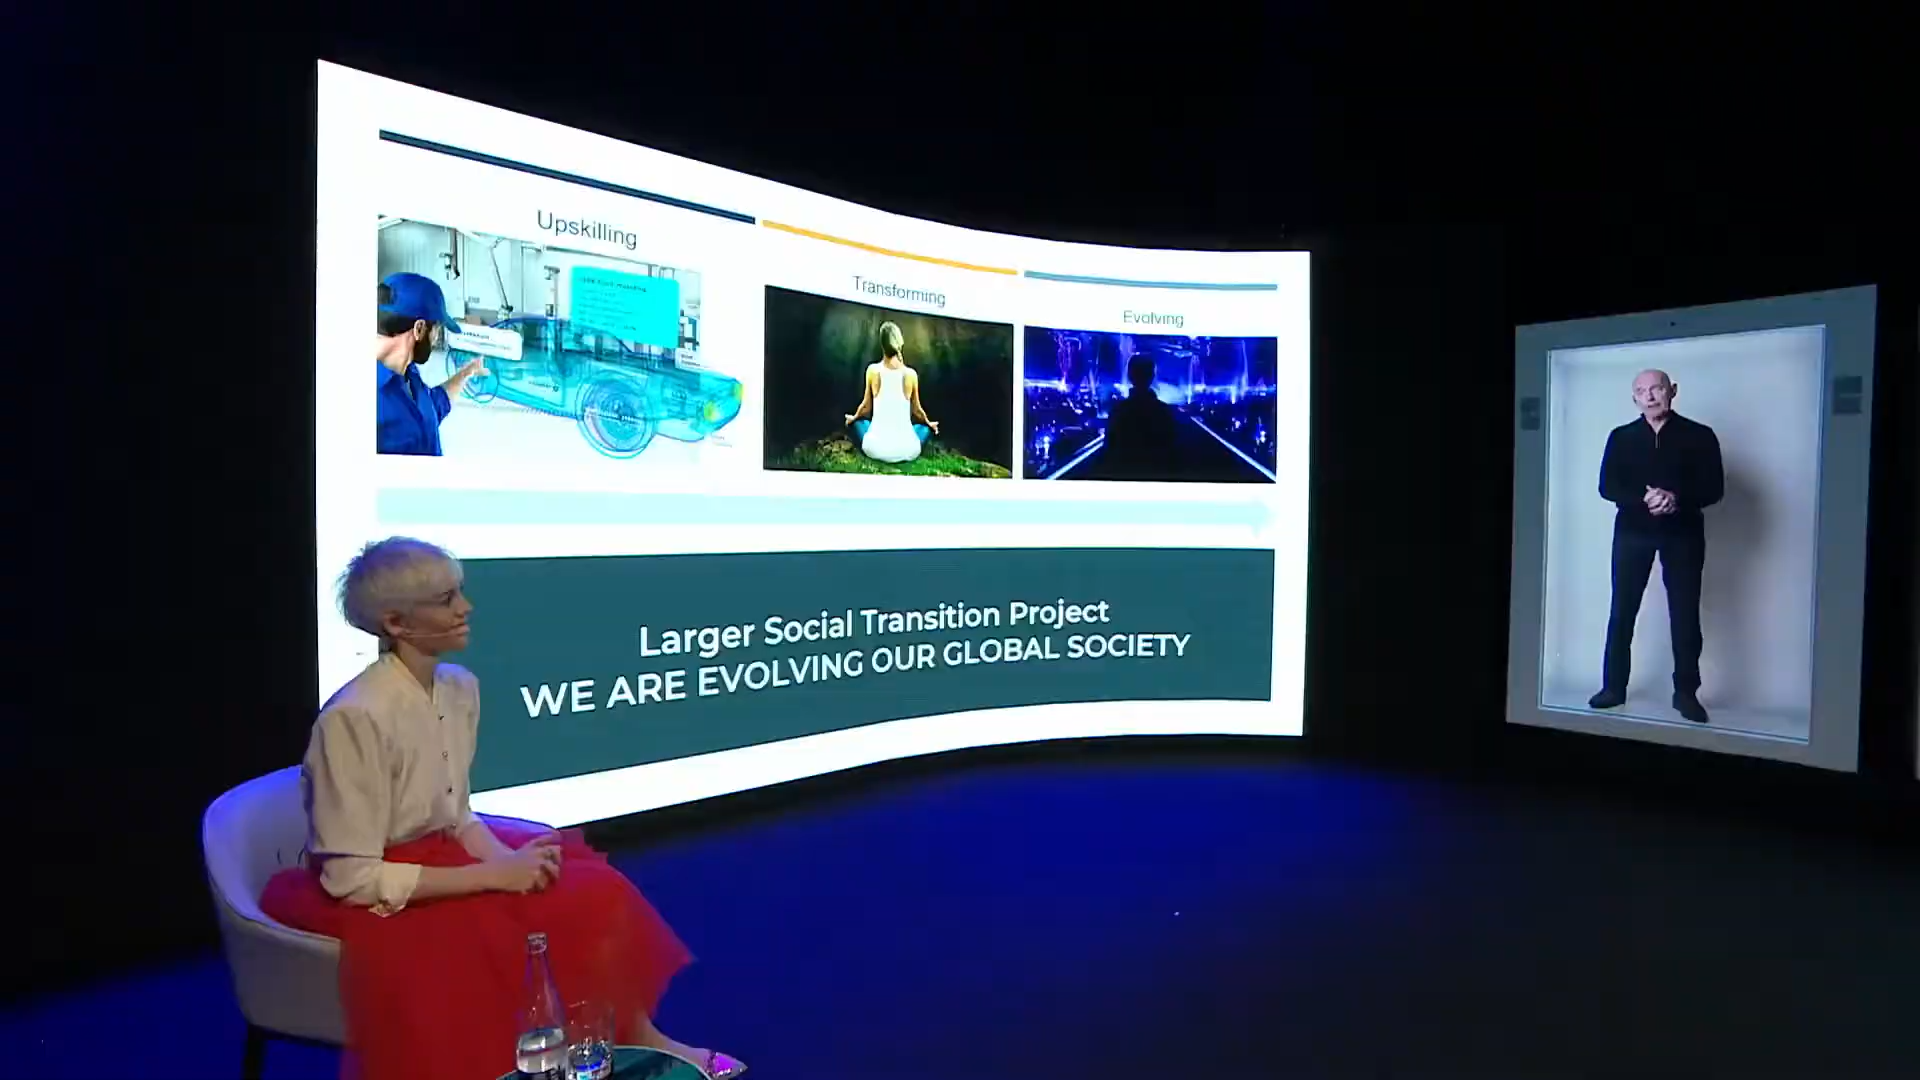 Upskilling
Transforming
Evolving
Larger Social Transition Project
WE ARE EVOLVING OUR GLOBAL SOCIETY